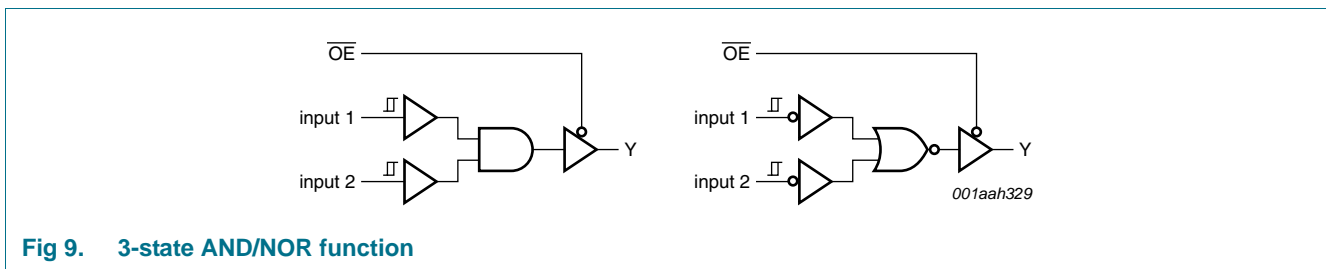 OE OE
input 1 input 1
Y Y
input 2 input 2
001aah329
Fig 9. 3-state AND/NOR function